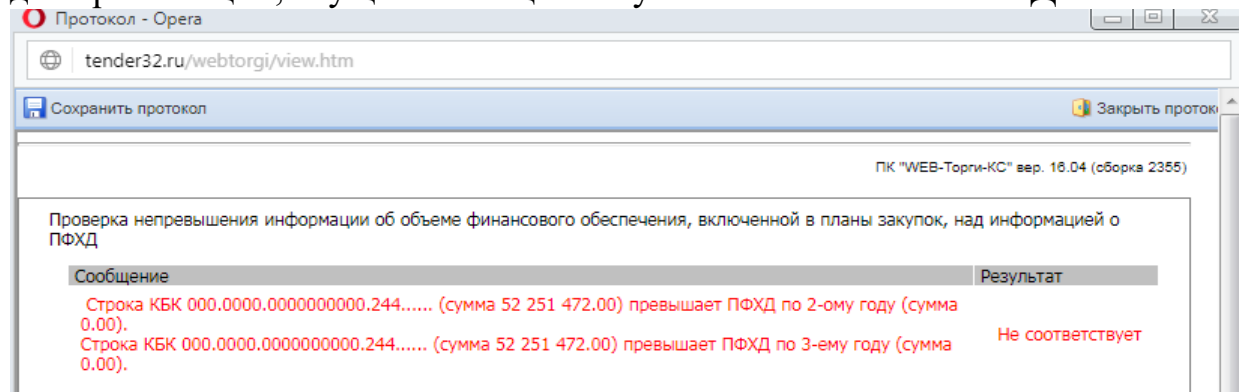 Протокол - Opera
tender32.ru/webtorgi/view.htm
Сохранить протокол
Закрыть проток
ПК "WEB-Торги-КС" вер. 16.04 (сборка 2355)
Проверка непревышения информации об объеме финансового обеспечения, включенной в планы закупок, над информацией о
ПФХД
Сообщение Результат
Строка КБК 000.0000.0000000000.244...... (сумма 52 251 472.00) превышает ПФХД по 2-ому году (сумма
0.00).
Строка КБК 000.0000.0000000000.244...... (сумма 52 251 472.00) превышает ПФХД по 3-ему году (сумма
0.00).
Не соответствует